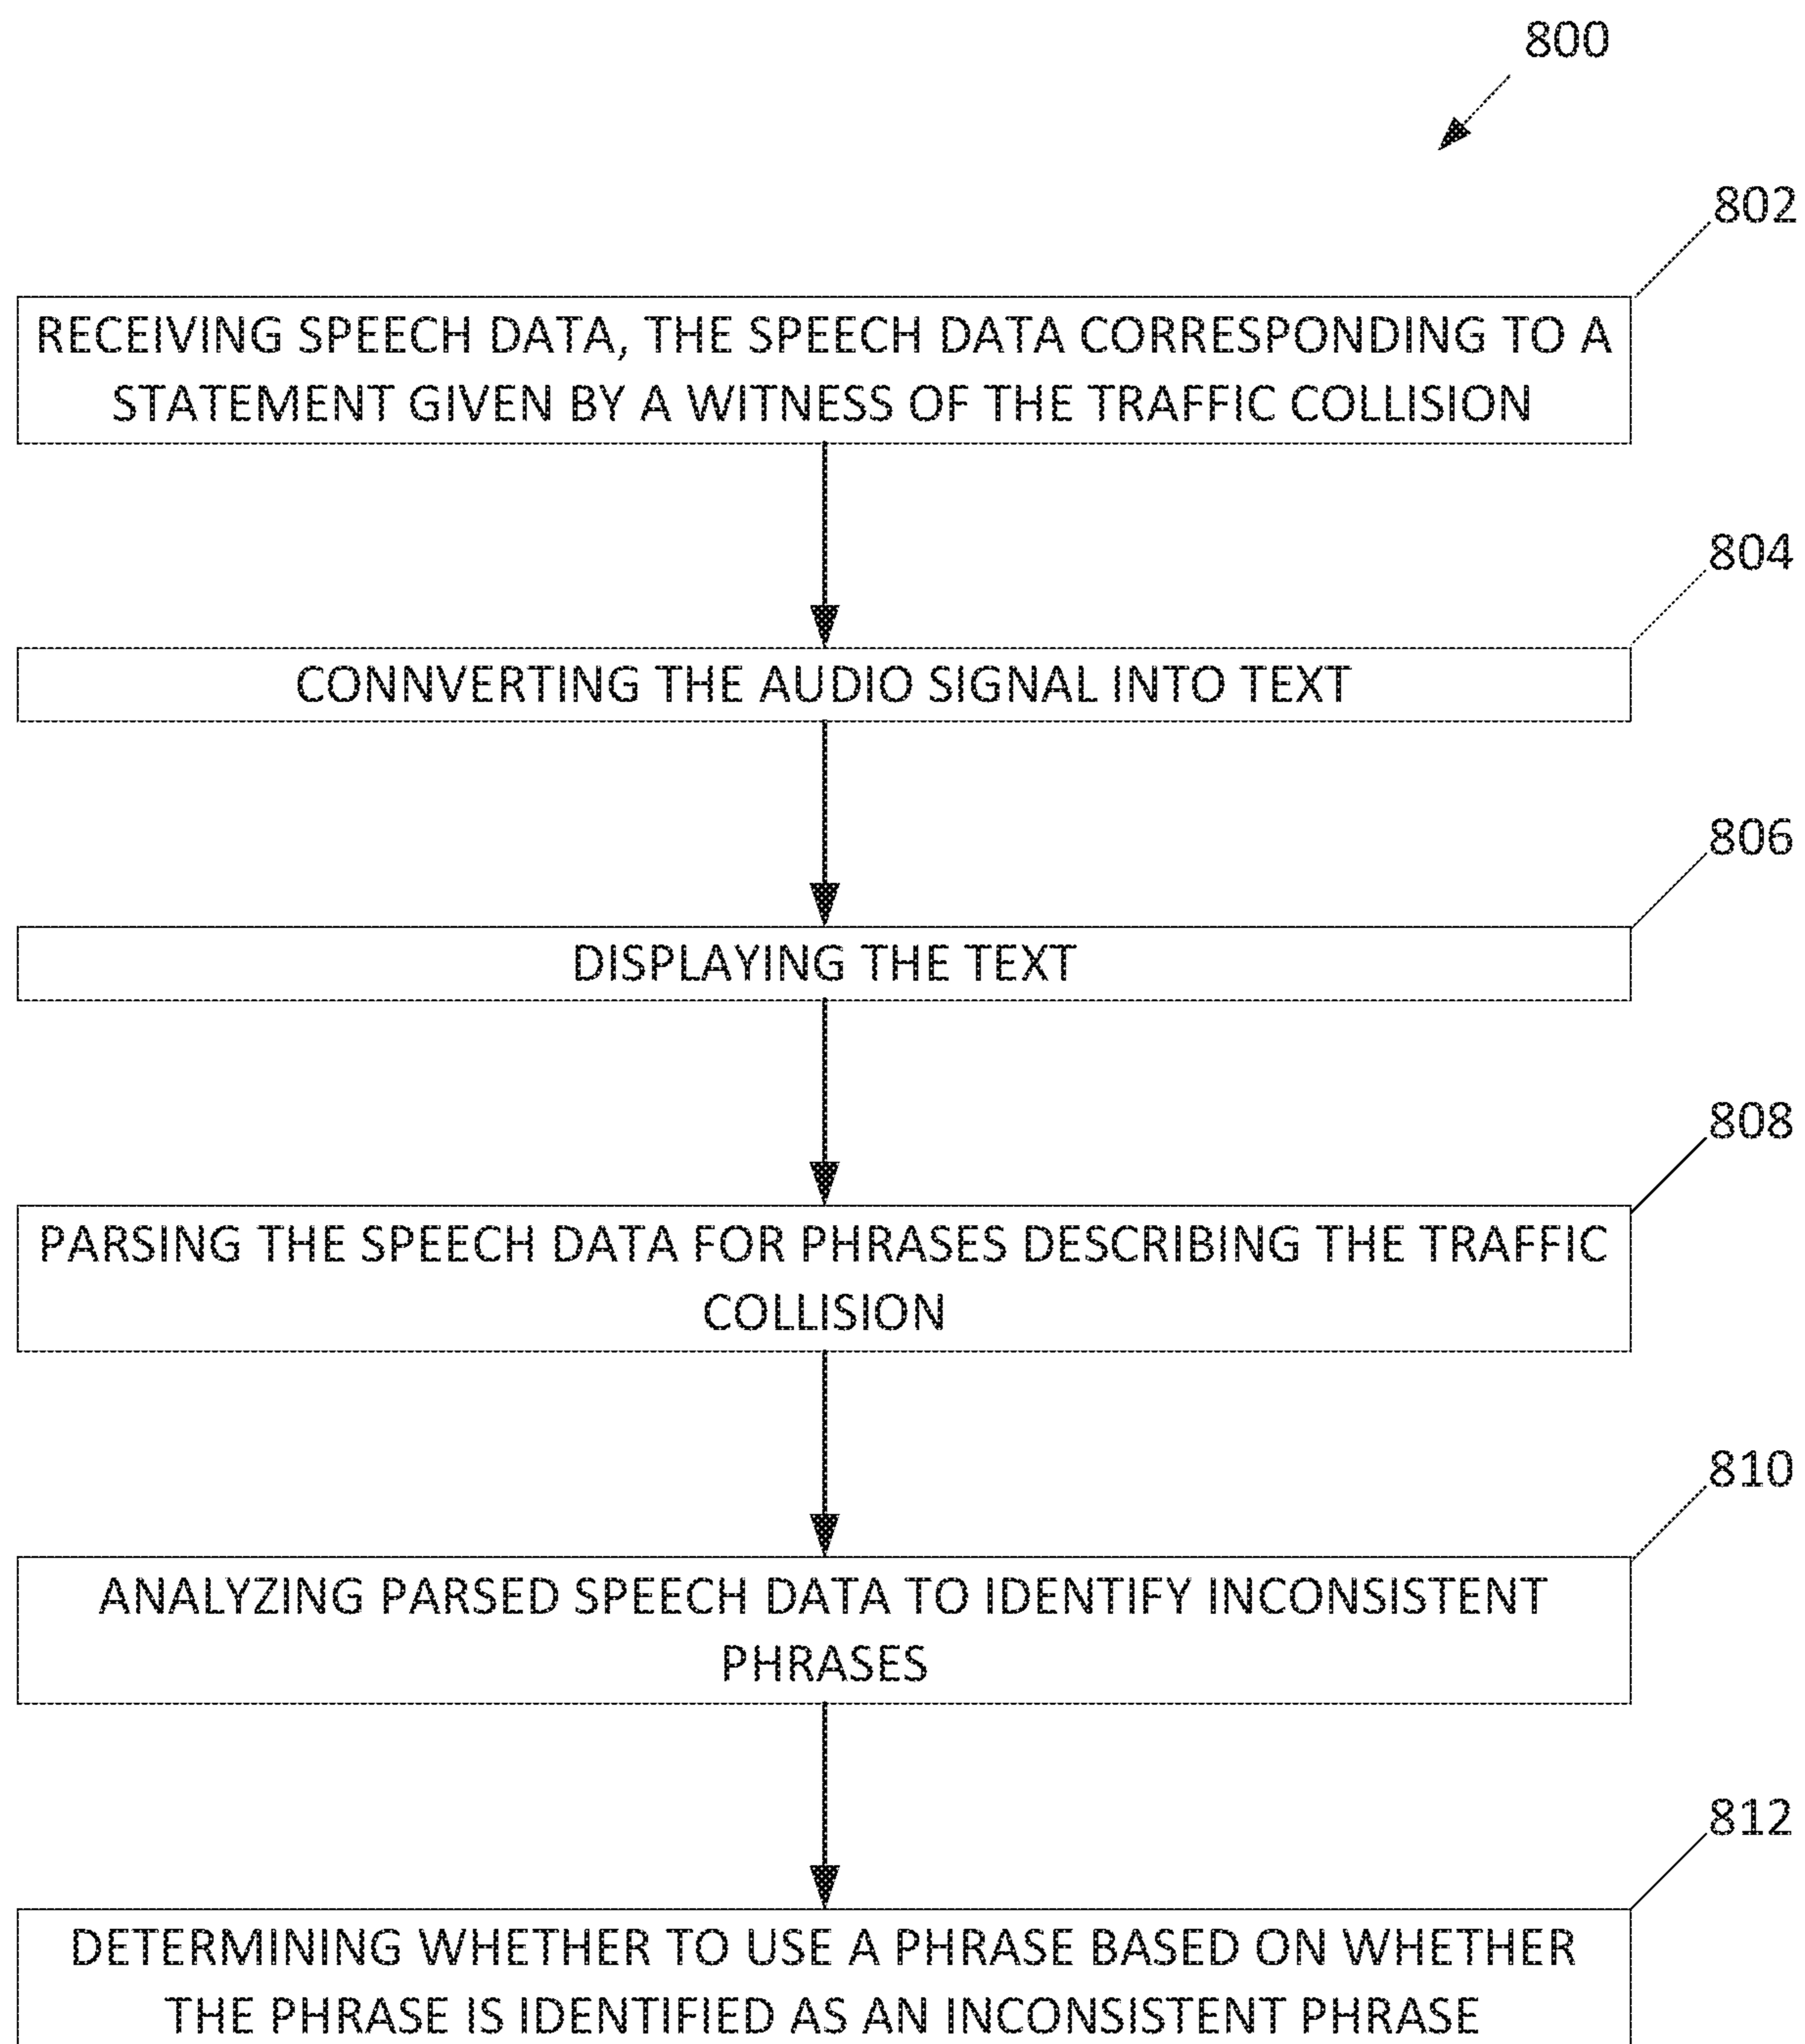 800
802
RECEIVING SPEECH DATA, THE SPEECH DATA CORRESPONDING TO A
STATEMENT GIVEN BY A WITNESS OF THE TRAFFIC COLLISION
804
CONNVERTING THE AUDIO SIGNAL INTO TEXT
806
DISPLAYING THE TEXT
808
PARSING THE SPEECH DATA FOR PHRASES DESCRIBING THE TRAFFIC
COLLISION
810
ANALYZING PARSED SPEECH DATA TO IDENTIFY INCONSISTENT
PHRASES
812
DETERMINING WHETHER TO USE A PHRASE BASED ON WHETHER
THE PHRASE IS IDENTIFIED AS AN INCONSISTENT PHRASE